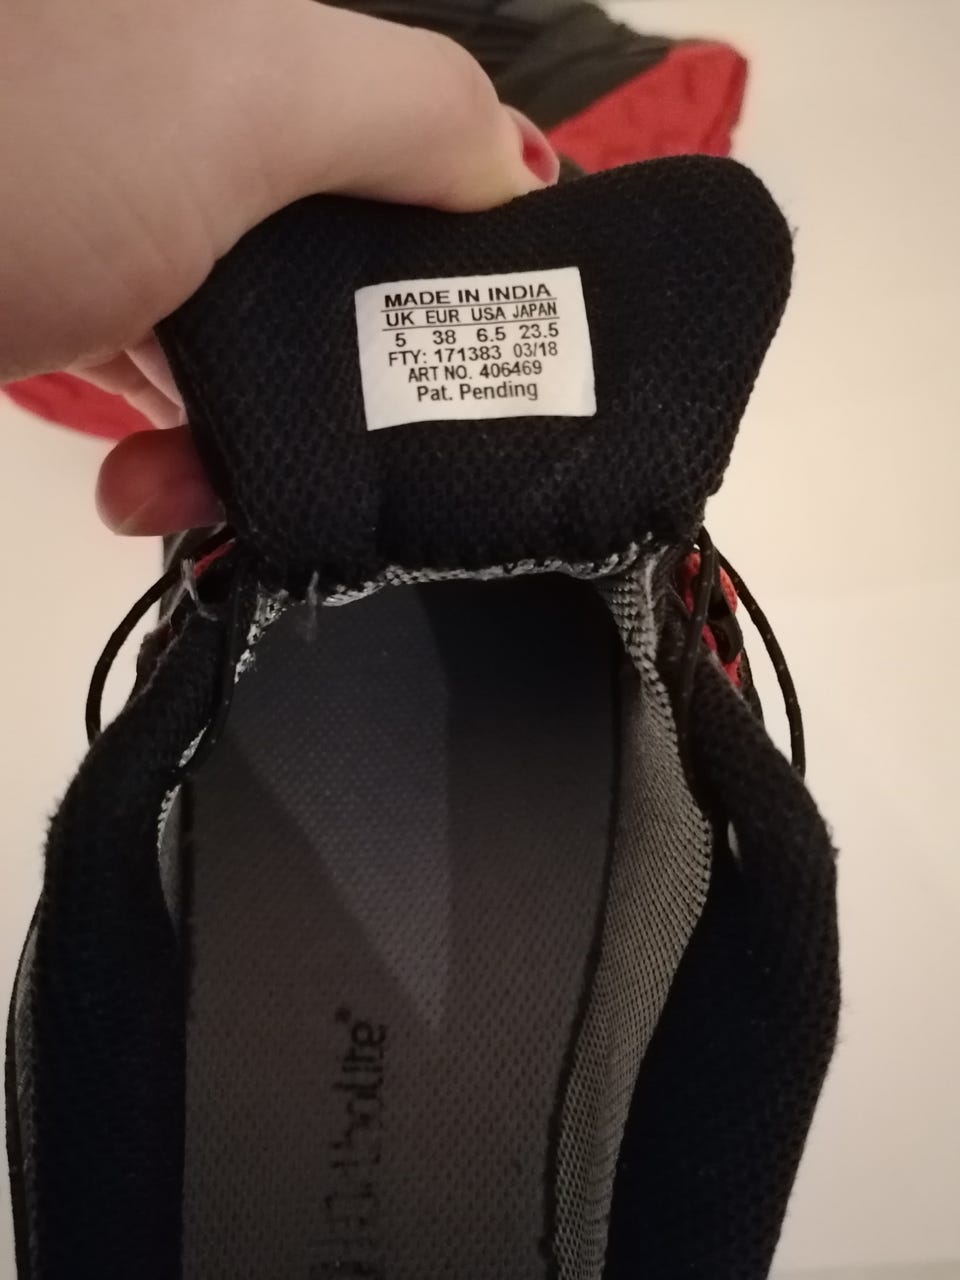 MADE IN INDIA
UK EUR USA JAPAN
5 38 6.5 23.5
FTY: 171383 03/18
ART NO. 406469
Pat. Pending